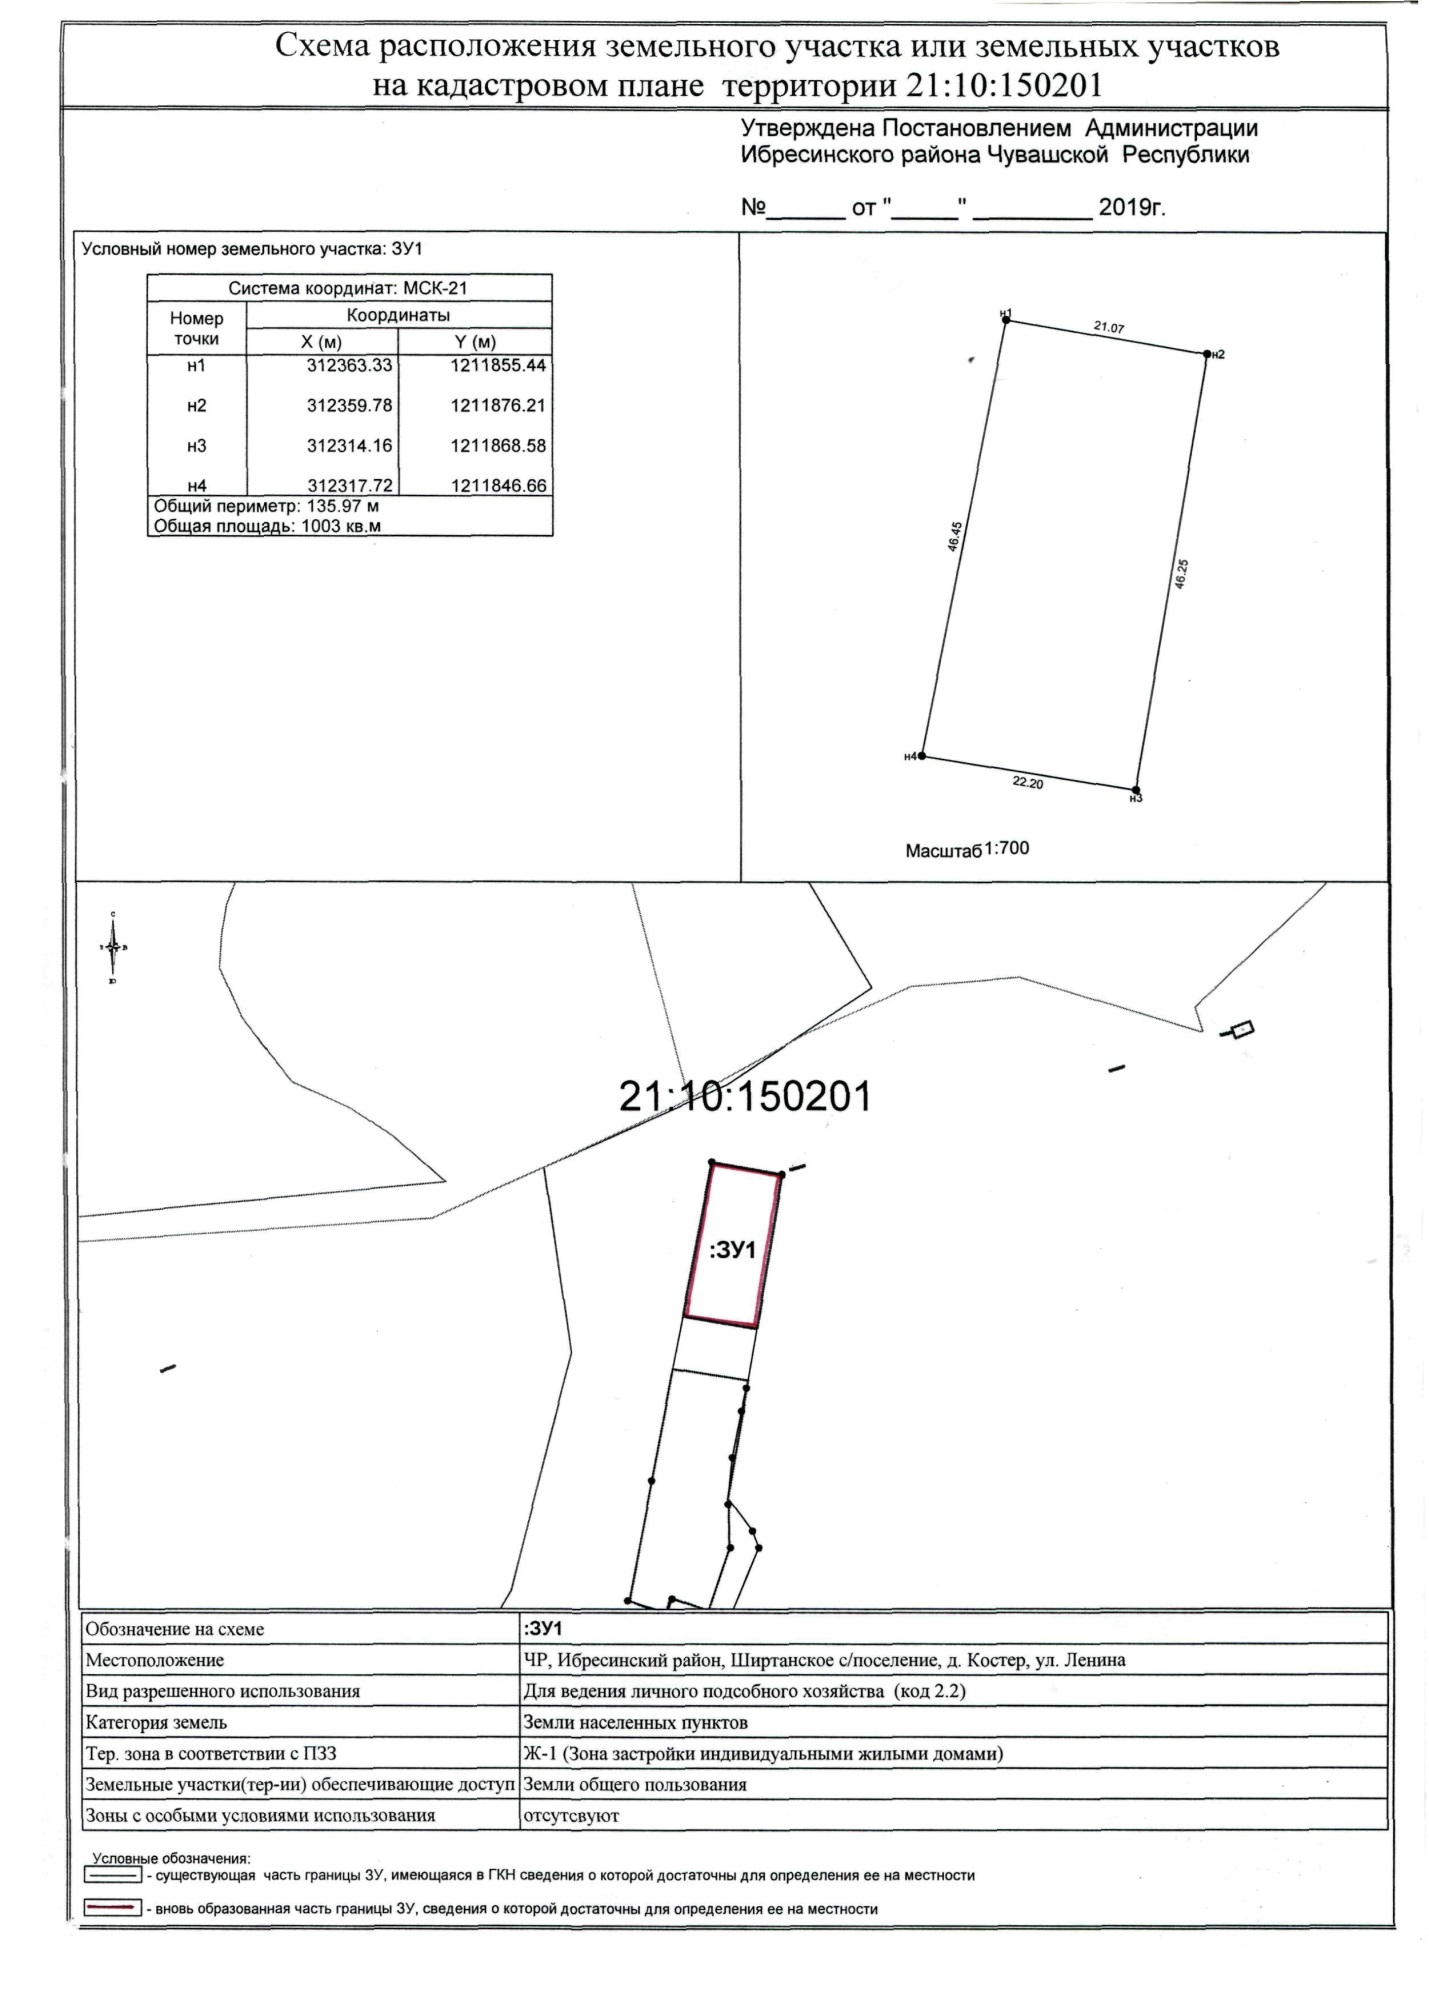 Схема расположения земельного участка или земельных участков
на кадастровом плане территории 21:10:150201
Утверждена Постановлением Администрации
Ибресинского района Чувашской Республики
№______ от "_____" _________ 2019г.
Условный номер земельного участка: ЗУ1
Система координат: МСК-21
Номер точки
Координаты
X (м) Y (м)
н1 312363.33 1211855.44
н2 312359.78 1211876.21
н3 312314.16 1211868.58
н4 312317.72 1211846.66
Общий периметр: 135.97 м
Общая площадь: 1003 кв.м
н1
21.07
н2
46.45
46.25
н4
22.20
н3
Масштаб 1:700
С
В
Ю
21:10:150201
:ЗУ1
Обозначение на схеме :ЗУ1
Местоположение ЧР, Ибресинский район, Ширтанское с/поселение, д. Костер, ул. Ленина
Вид разрешенного использования Для ведения личного подсобного хозяйства (код 2.2)
Категория земель Земли населенных пунктов
Тер. зона в соответствии с ПЗЗ Ж-1 (Зона застройки индивидуальными жилыми домами)
Земельные участки(тер-ии) обеспечивающие доступ Земли общего пользования
Зоны с особыми условиями использования отсутсвуют
Условные обозначения:
- существующая часть границы ЗУ, имеющаяся в ГКН сведения о которой достаточны для определения ее на местности
- вновь образованная часть границы ЗУ, сведения о которой достаточны для определения ее на местности